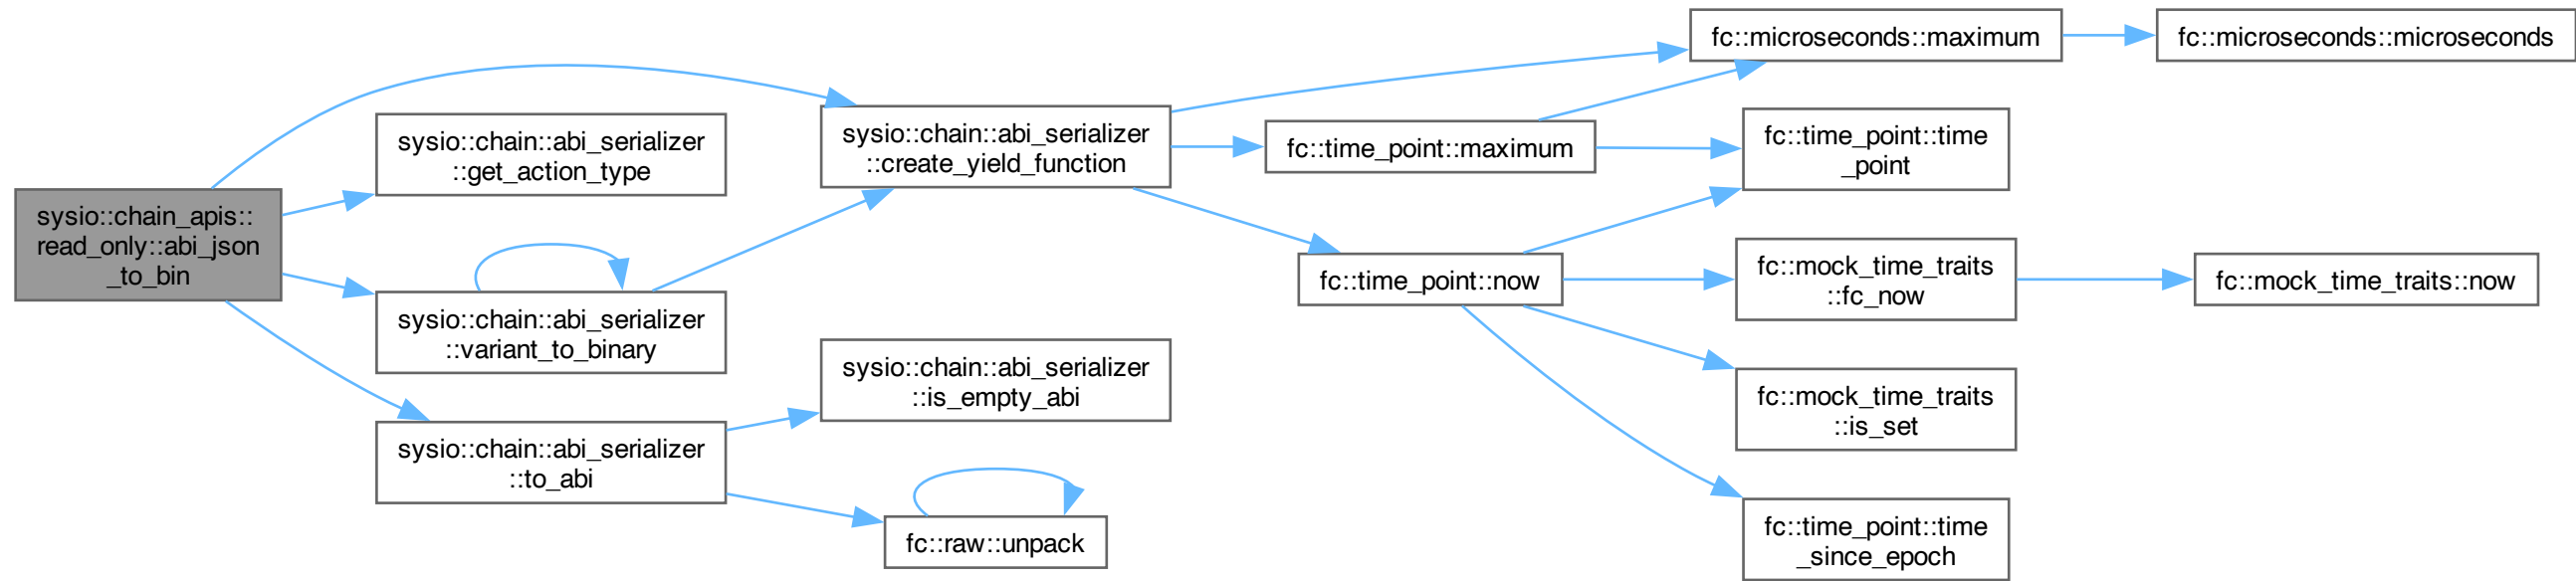 sysio::chain_apis::
read_only::abi_json
_to_bin
sysio::chain::abi_serializer
::get_action_type
sysio::chain::abi_serializer
::variant_to_binary
sysio::chain::abi_serializer
::to_abi
sysio::chain::abi_serializer
::create_yield_function
sysio::chain::abi_serializer
::is_empty_abi
fc::raw::unpack
fc::time_point::maximum
fc::time_point::now
fc::microseconds::maximum
fc::time_point::time
_point
fc::mock_time_traits
::fc_now
fc::mock_time_traits
::is_set
fc::time_point::time
_since_epoch
fc::microseconds::microseconds
fc::mock_time_traits::now